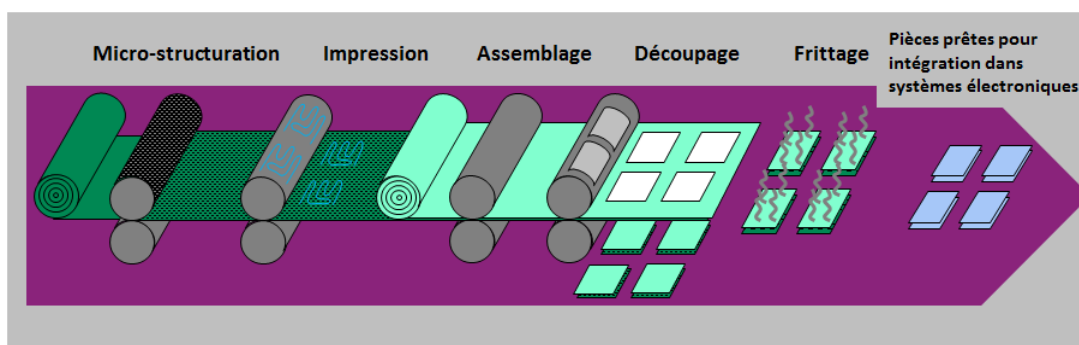 Micro-structuration Impression Assemblage Découpage Frittage
Pièces prêtes pour
intégration dans
systèmes électroniques